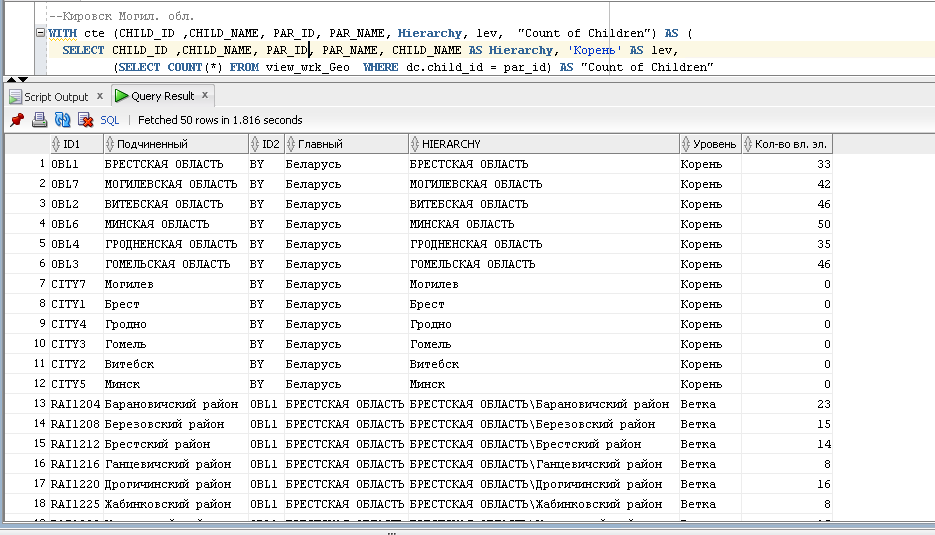 --Кировск Могил. обл.
WITH cte (CHILD_ID ,CHILD_NAME, PAR_ID, PAR_NAME, Hierarchy, lev,  "Count of Children") AS (
SELECT CHILD_ID ,CHILD_NAME, PAR_ID, PAR_NAME, CHILD_NAME AS Hierarchy, 'Корень' AS lev,
(SELECT COUNT(*) FROM view_wrk_Geo  WHERE dc.child_id = par_id) AS "Count of Children"
Script Output x Query Result x
SQL | Fetched 50 rows in 1.816 seconds
ID1 Подчиненный ID2 Главный HIERARCHY Уровень Кол-во вл. эл.
1 OBL1 БРЕСТСКАЯ ОБЛАСТЬ BY Беларусь БРЕСТСКАЯ ОБЛАСТЬ Корень 33
2 OBL7 МОГИЛЕВСКАЯ ОБЛАСТЬ BY Беларусь МОГИЛЕВСКАЯ ОБЛАСТЬ Корень 42
3 OBL2 ВИТЕБСКАЯ ОБЛАСТЬ BY Беларусь ВИТЕБСКАЯ ОБЛАСТЬ Корень 46
4 OBL6 МИНСКАЯ ОБЛАСТЬ BY Беларусь МИНСКАЯ ОБЛАСТЬ Корень 50
5 OBL4 ГРОДНЕНСКАЯ ОБЛАСТЬ BY Беларусь ГРОДНЕНСКАЯ ОБЛАСТЬ Корень 35
6 OBL3 ГОМЕЛЬСКАЯ ОБЛАСТЬ BY Беларусь ГОМЕЛЬСКАЯ ОБЛАСТЬ Корень 46
7 CITY7 Могилев BY Беларусь Могилев Корень 0
8 CITY1 Брест BY Беларусь Брест Корень 0
9 CITY4 Гродно BY Беларусь Гродно Корень 0
10 CITY3 Гомель BY Беларусь Гомель Корень 0
11 CITY2 Витебск BY Беларусь Витебск Корень 0
12 CITY5 Минск BY Беларусь Минск Корень 0
13 RAI1204 Барановичский район OBL1 БРЕСТСКАЯ ОБЛАСТЬ БРЕСТСКАЯ ОБЛАСТЬ\Барановичский район Ветка 23
14 RAI1208 Березовский район OBL1 БРЕСТСКАЯ ОБЛАСТЬ БРЕСТСКАЯ ОБЛАСТЬ\Березовский район Ветка 15
15 RAI1212 Брестский район OBL1 БРЕСТСКАЯ ОБЛАСТЬ БРЕСТСКАЯ ОБЛАСТЬ\Брестский район Ветка 14
16 RAI1216 Ганцевичский район OBL1 БРЕСТСКАЯ ОБЛАСТЬ БРЕСТСКАЯ ОБЛАСТЬ\Ганцевичский район Ветка 8
17 RAI1220 Дрогичинский район OBL1 БРЕСТСКАЯ ОБЛАСТЬ БРЕСТСКАЯ ОБЛАСТЬ\Дрогичинский район Ветка 16
18 RAI1225 Жабинковский район OBL1 БРЕСТСКАЯ ОБЛАСТЬ БРЕСТСКАЯ ОБЛАСТЬ\Жабинковский район Ветка 8